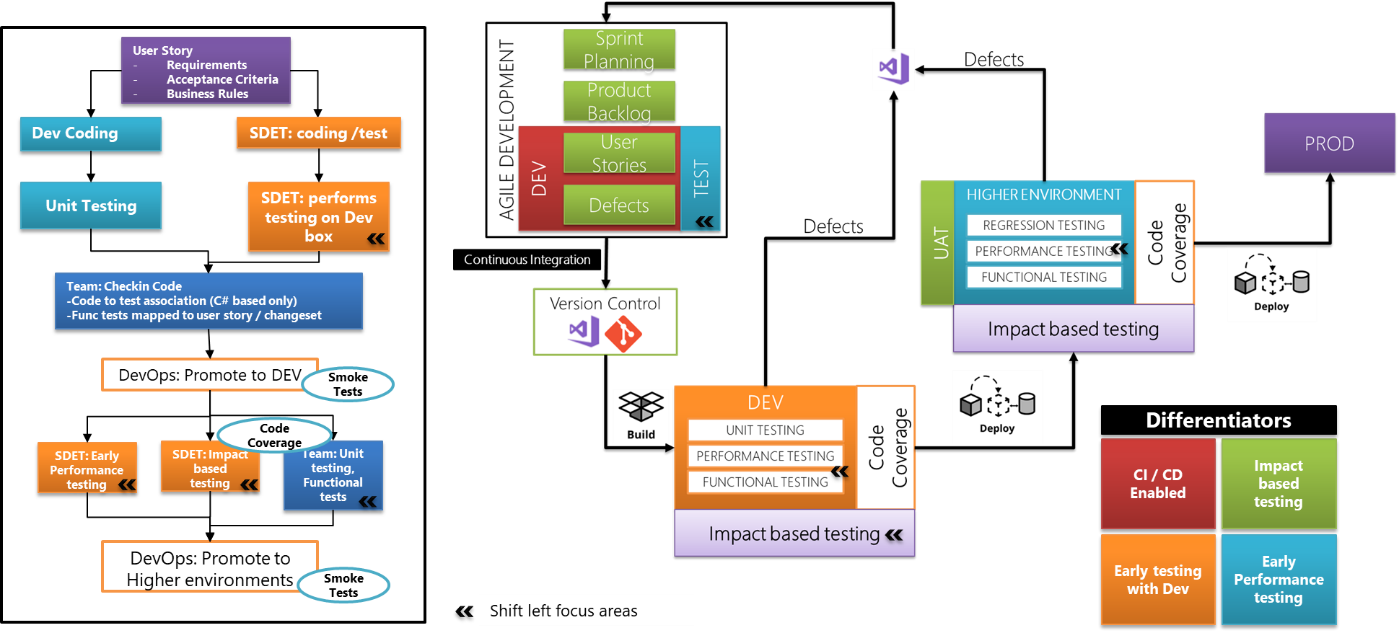 User Story
- Requirements
- Acceptance Criteria
- Business Rules
Dev Coding
SDET: coding /test
Unit Testing
SDET: performs
testing on Dev
box
Team: Checkin Code
-Code to test association (C# based only)
-Func tests mapped to user story / changeset
DevOps: Promote to DEV
Smoke
Tests
Code
Coverage
SDET: Early
Performance
testing
SDET: Impact
based
testing
Team: Unit
testing,
Functional
tests
DevOps: Promote to
Higher environments
Smoke
Tests
AGILE DEVELOPMENT
Sprint
Planning
Product
Backlog
DEV
User
Stories
Defects
TEST
Continuous Integration
Version Control
Build
DEV
UNIT TESTING
PERFORMANCE TESTING
FUNCTIONAL TESTING
Code
Coverage
Impact based testing
Defects
Defects
Deploy
UAT
HIGHER ENVIRONMENT
REGRESSION TESTING
PERFORMANCE TESTING
FUNCTIONAL TESTING
Code
Coverage
Impact based testing
Deploy
PROD
Differentiators
CI / CD
Enabled
Impact
based
testing
Early testing
with Dev
Early
Performance
testing
Shift left focus areas